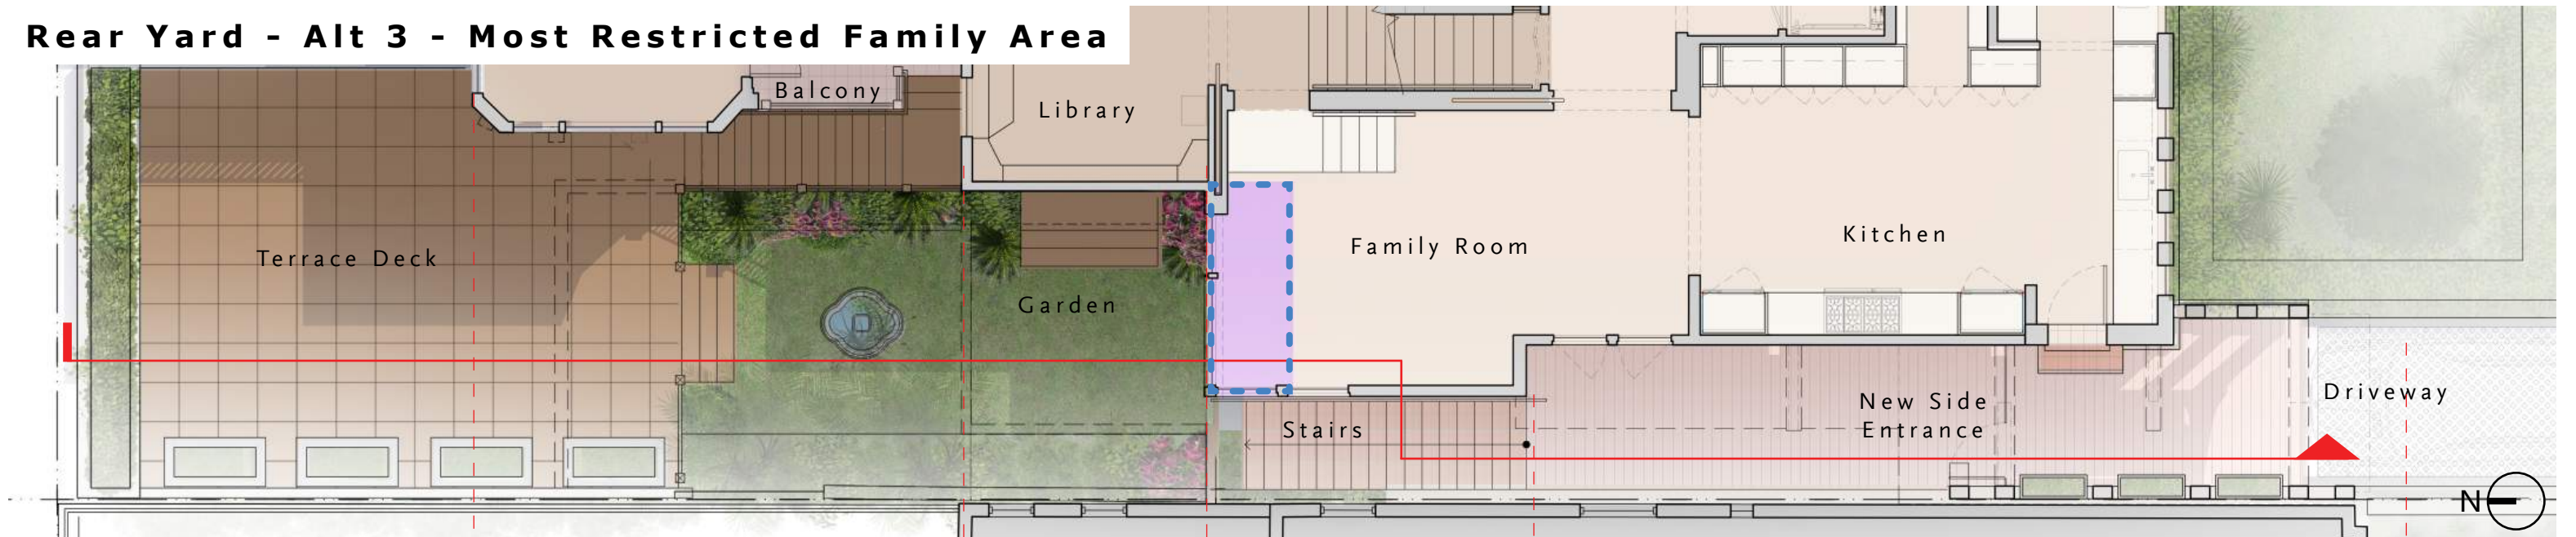 Rear Yard - Alt 3 - Most Restricted Family Area
Balcony
Library
Terrace Deck
Garden
Family Room
Kitchen
Stairs
New Side
Entrance
Driveway
N